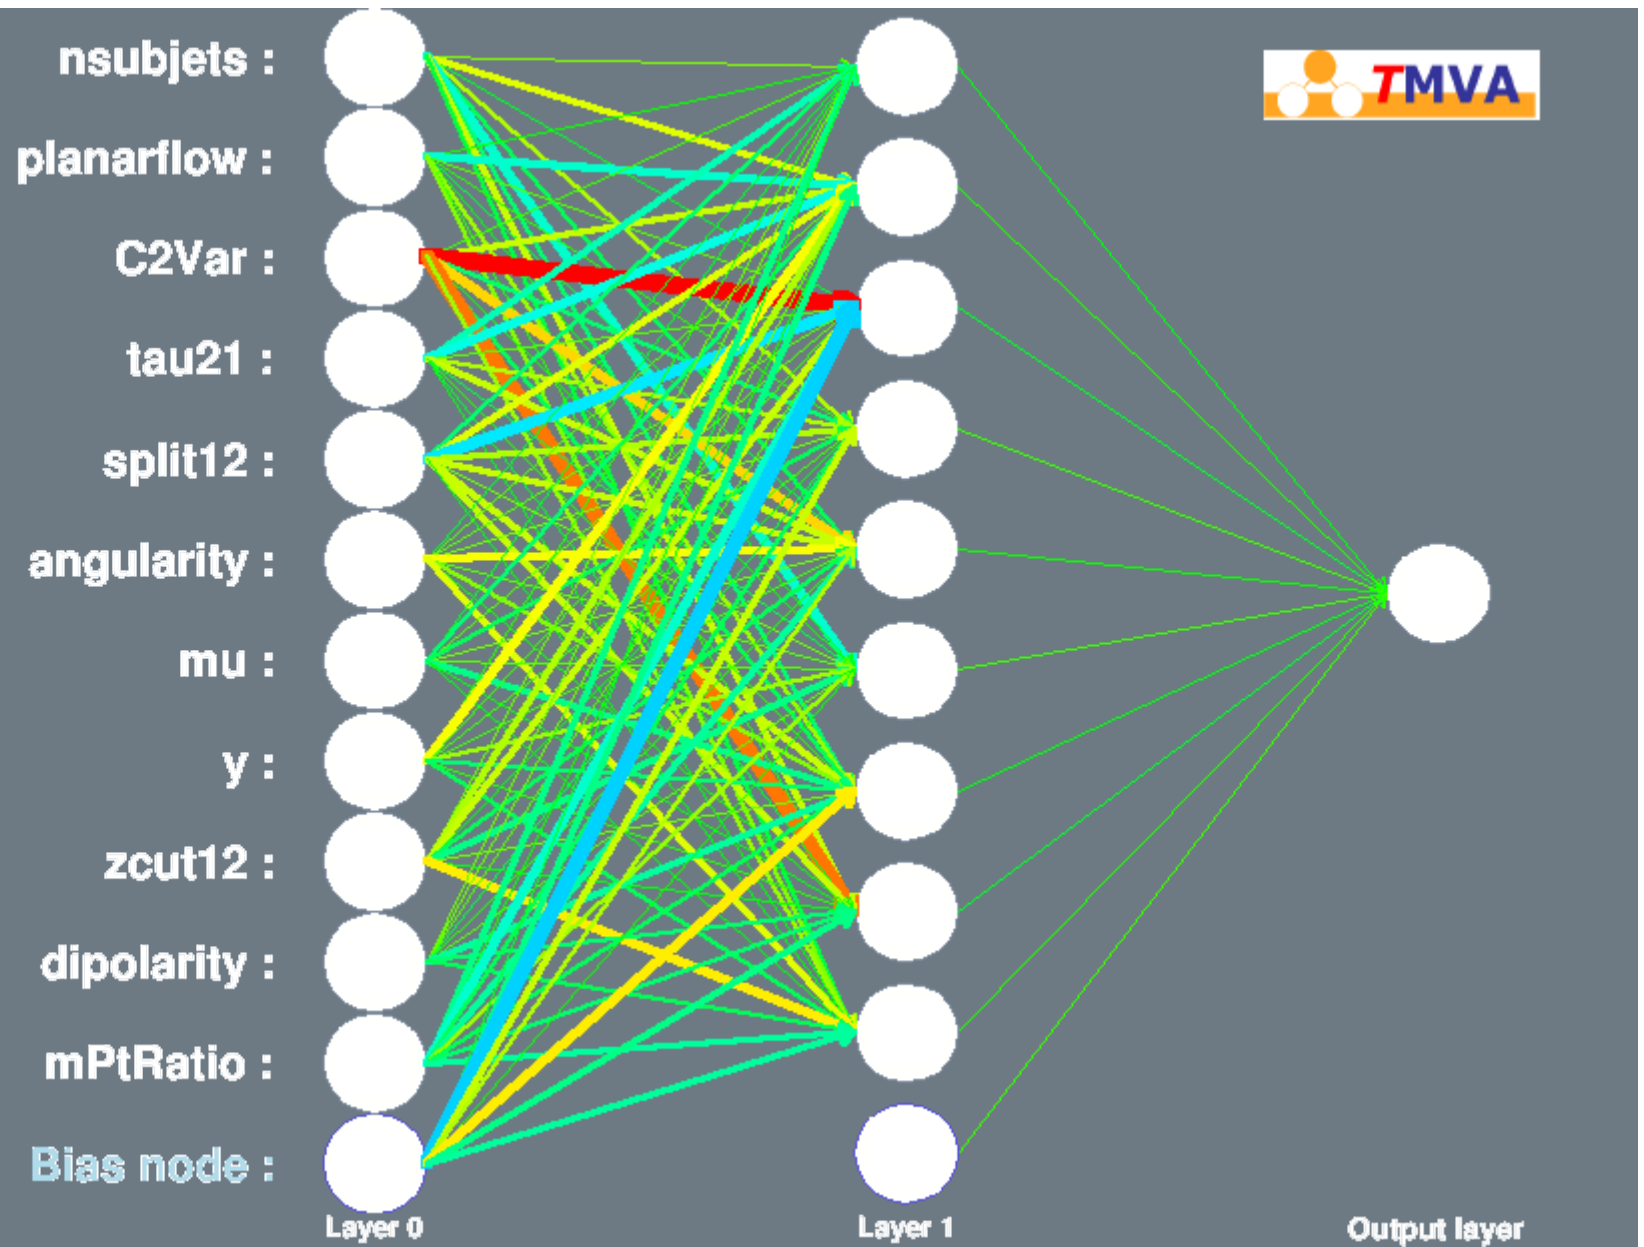 nsubjets :
TMVA
planarflow :
C2Var :
tau21 :
split12 :
angularity :
mu :
y :
zcut12 :
dipolarity :
mPtRatio :
Bias node :
Layer 0
Layer 1
Output layer